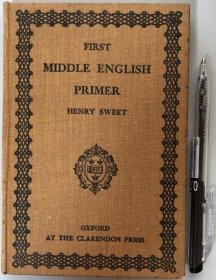 FIRST
MIDDLE ENGLISH
PRIMER
HENRY SWEET
OXFORD
AT THE CLARENDON PRESS